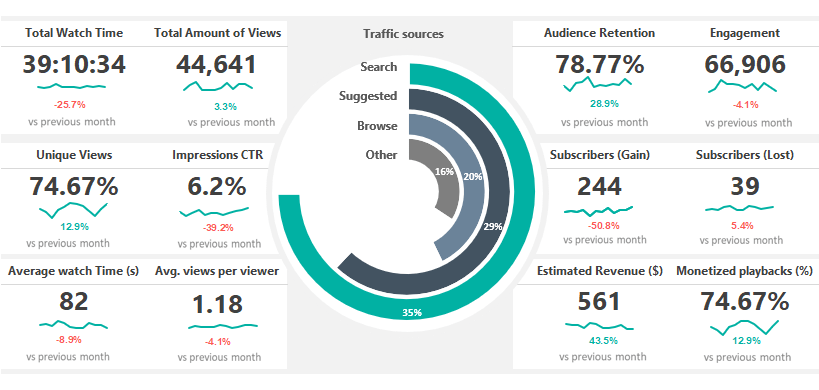 Total Watch Time
39:10:34
-25.7%
vs previous month
Total Amount of Views
44,641
3.3%
vs previous month
Unique Views
74.67%
12.9%
vs previous month
Impressions CTR
6.2%
-39.2%
vs previous month
Average watch Time (s)
82
-8.9%
vs previous month
Avg. views per viewer
1.18
-4.1%
vs previous month
Traffic sources
Search
Suggested
Browse
Other
16%
20%
29%
35%
Audience Retention
78.77%
28.9%
vs previous month
Engagement
66,906
-4.1%
vs previous month
Subscribers (Gain)
244
-50.8%
vs previous month
Subscribers (Lost)
39
5.4%
vs previous month
Estimated Revenue ($)
561
43.5%
vs previous month
Monetized playbacks (%)
74.67%
12.9%
vs previous month